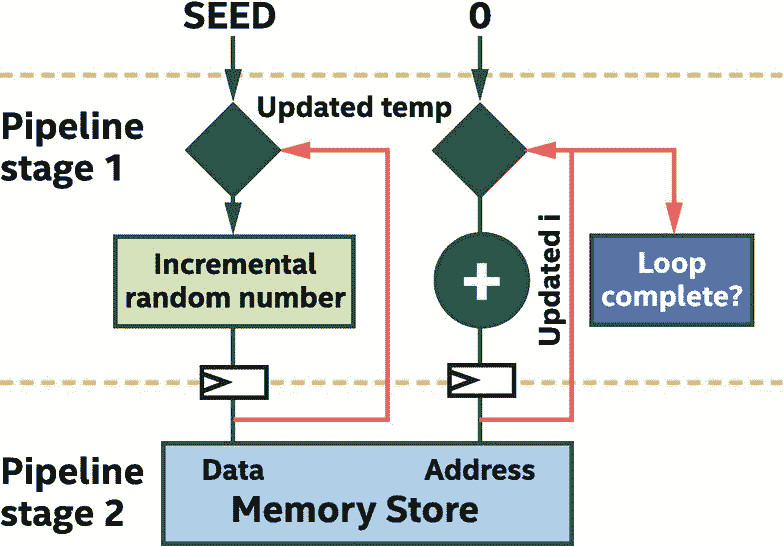 SEED
0
Updated temp
Pipeline
stage 1
Incremental
random number
+
Updated i
Loop
complete?
Pipeline
stage 2
Data
Address
Memory Store